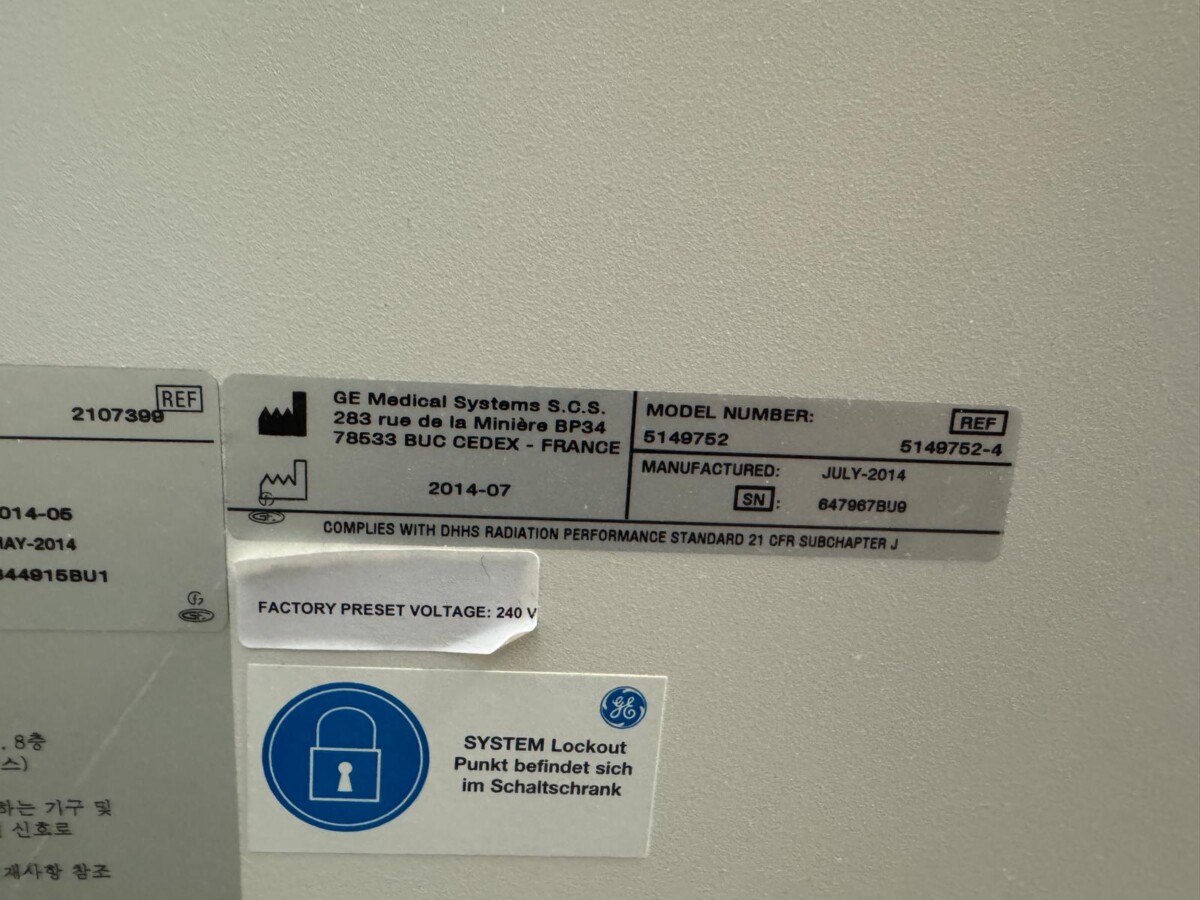 REF
2107399
014-05
MAY-2014
644915BU1
GE Medical Systems S.C.S.
283 rue de la Minière BP34
78533 BUC CEDEX - FRANCE
2014-07
MODEL NUMBER:
REF
5149752
5149752-4
MANUFACTURED: JULY-2014
SN : 647967BU9
COMPLIES WITH DHHS RADIATION PERFORMANCE STANDARD 21 CFR SUBCHAPTER J
FACTORY PRESET VOLTAGE: 240 V
GE
SYSTEM Lockout
Punkt befindet sich
im Schaltschrank
, 8층
스)
하는 기구 및
신호로
재사항 참조